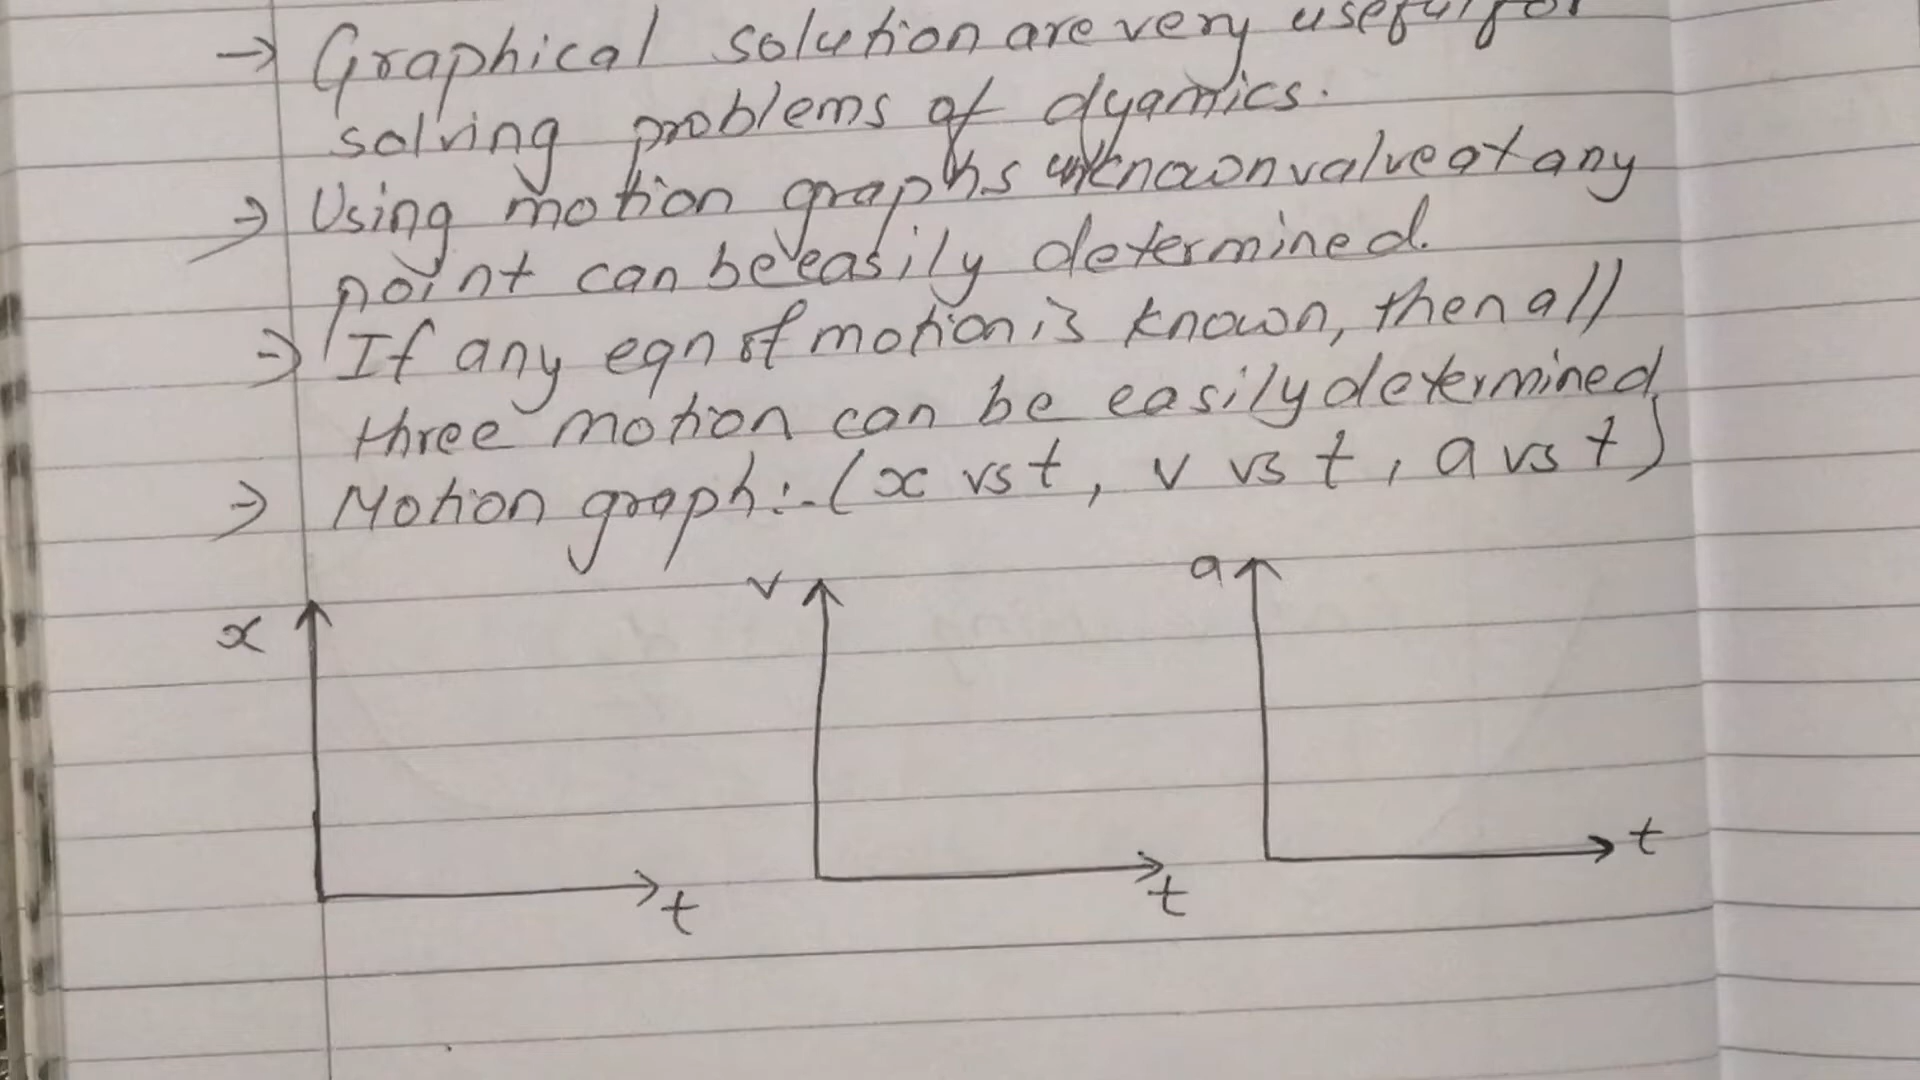 → Graphical solution are very useful for
solving problems of dyamics.
⇒ Using motion graphs unknown value at any
point can be easily determined.
⇒ If any eqn of motion is known, then all
three motion can be easily determined
⇒ Motion graph:- (x vs t, v vs t, a vs t)
x v a
t t t